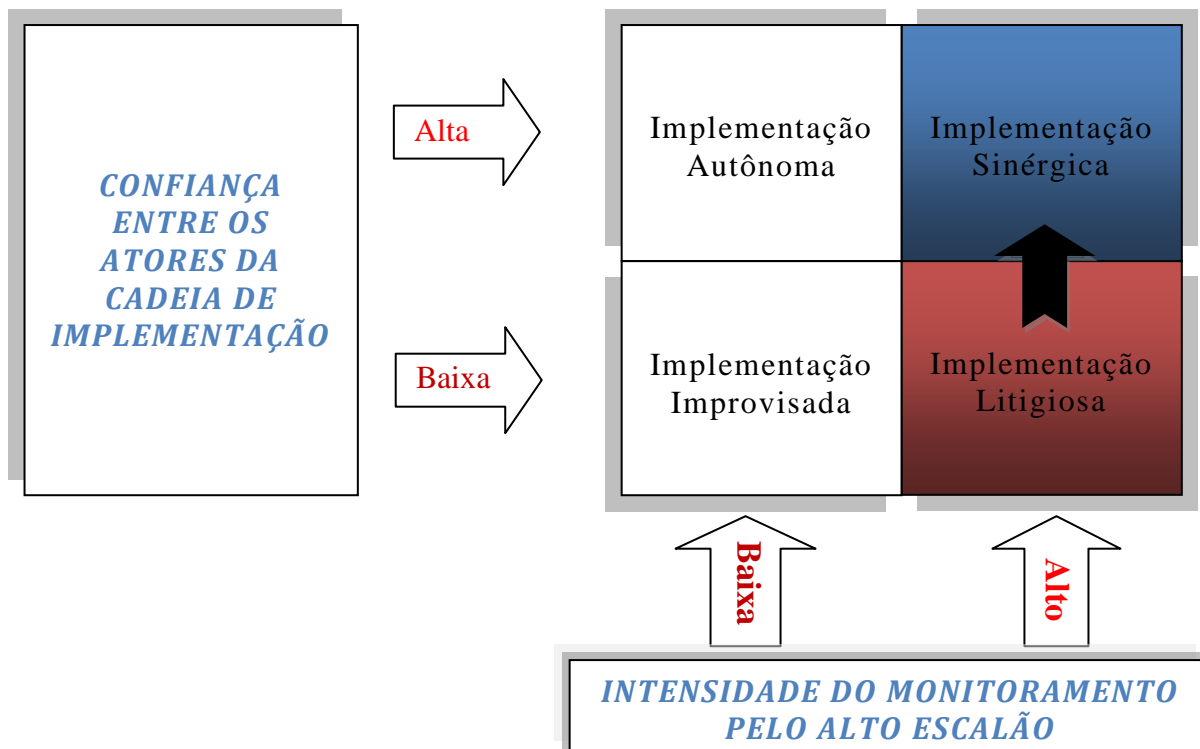 CONFIANÇA
ENTRE OS
ATORES DA
CADEIA DE
IMPLEMENTAÇÃO
Alta
Baixa
Implementação
Autônoma
Implementação
Sinérgica
Implementação
Improvisada
Implementação
Litigiosa
Baixa
Alto
INTENSIDADE DO MONITORAMENTO
PELO ALTO ESCALÃO